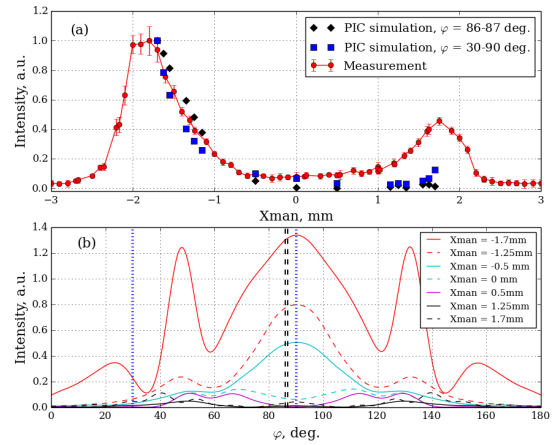 (a)
PIC simulation, φ = 86-87 deg.
PIC simulation, φ = 30-90 deg.
Measurement
Intensity, a.u.
1.2
1.0
0.8
0.6
0.4
0.2
0.0
−3 −2 −1 0 1 2 3
Xman, mm
(b)
Xman = -1.7mm
Xman = -1.25mm
Xman = -0.5 mm
Xman = 0 mm
Xman = 0.5mm
Xman = 1.25mm
Xman = 1.7mm
Intensity, a.u.
1.4
1.2
1.0
0.8
0.6
0.4
0.2
0.0
0 20 40 60 80 100 120 140 160 180
φ, deg.